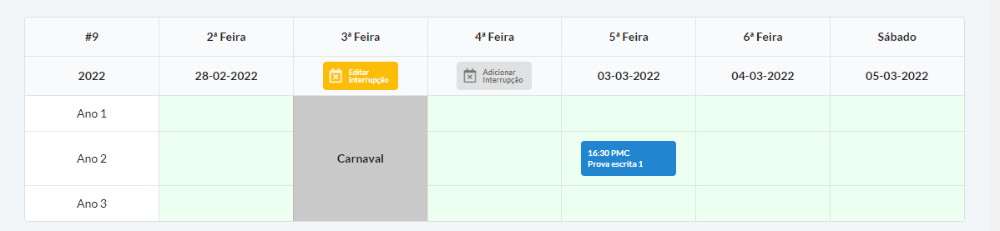 #9 2ª Feira 3ª Feira 4ª Feira 5ª Feira 6ª Feira Sábado
2022 28-02-2022 Editar Interrupção Adicionar Interrupção 03-03-2022 04-03-2022 05-03-2022
Ano 1
Ano 2 Carnaval 16:30 PMC
Prova escrita 1
Ano 3